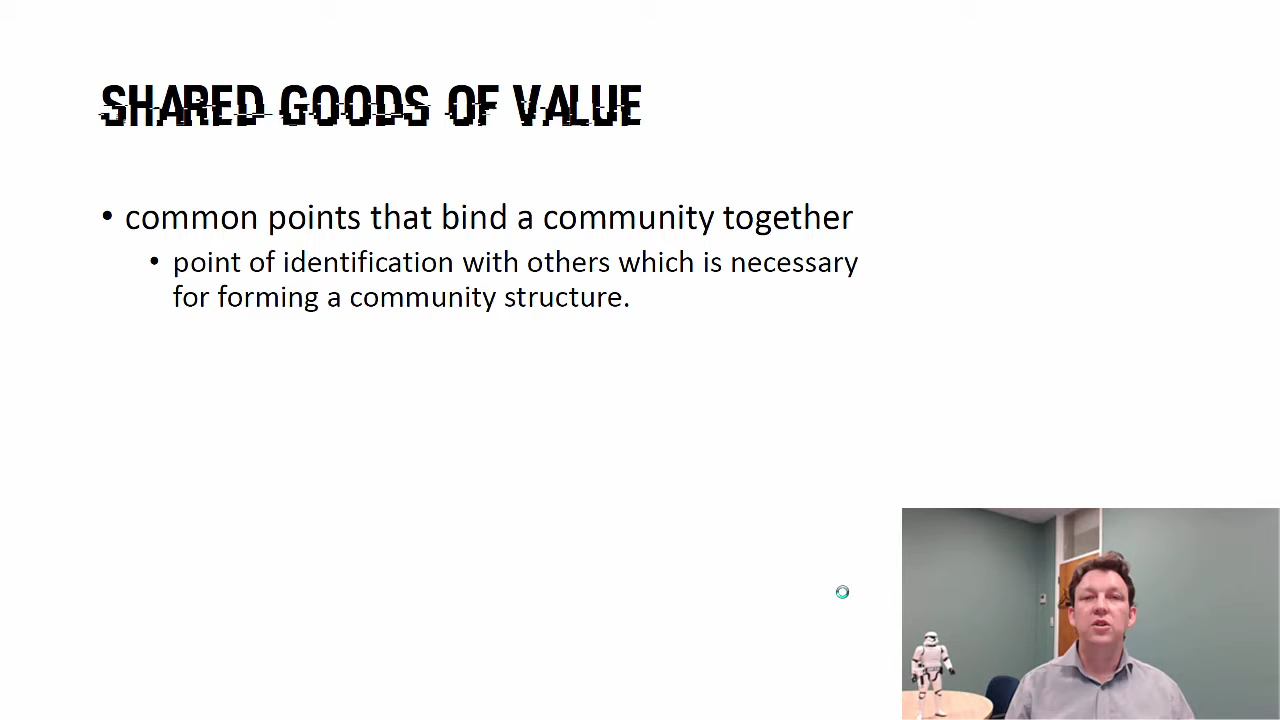 SHARED GOODS OF VALUE
• common points that bind a community together
• point of identification with others which is necessary
for forming a community structure.